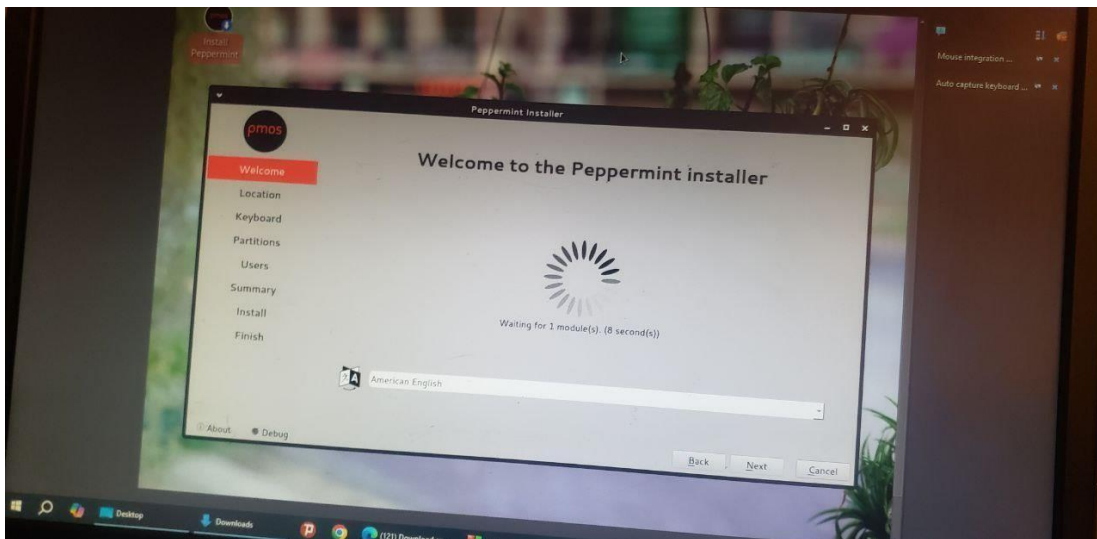 Install
Peppermint
Mouse integration ...
Auto capture keyboard ...
Peppermint Installer
pmos
Welcome
Location
Keyboard
Partitions
Users
Summary
Install
Finish
Welcome to the Peppermint installer
Waiting for 1 module(s). (8 second(s))
American English
About
Debug
Back
Next
Cancel
Desktop
Downloads